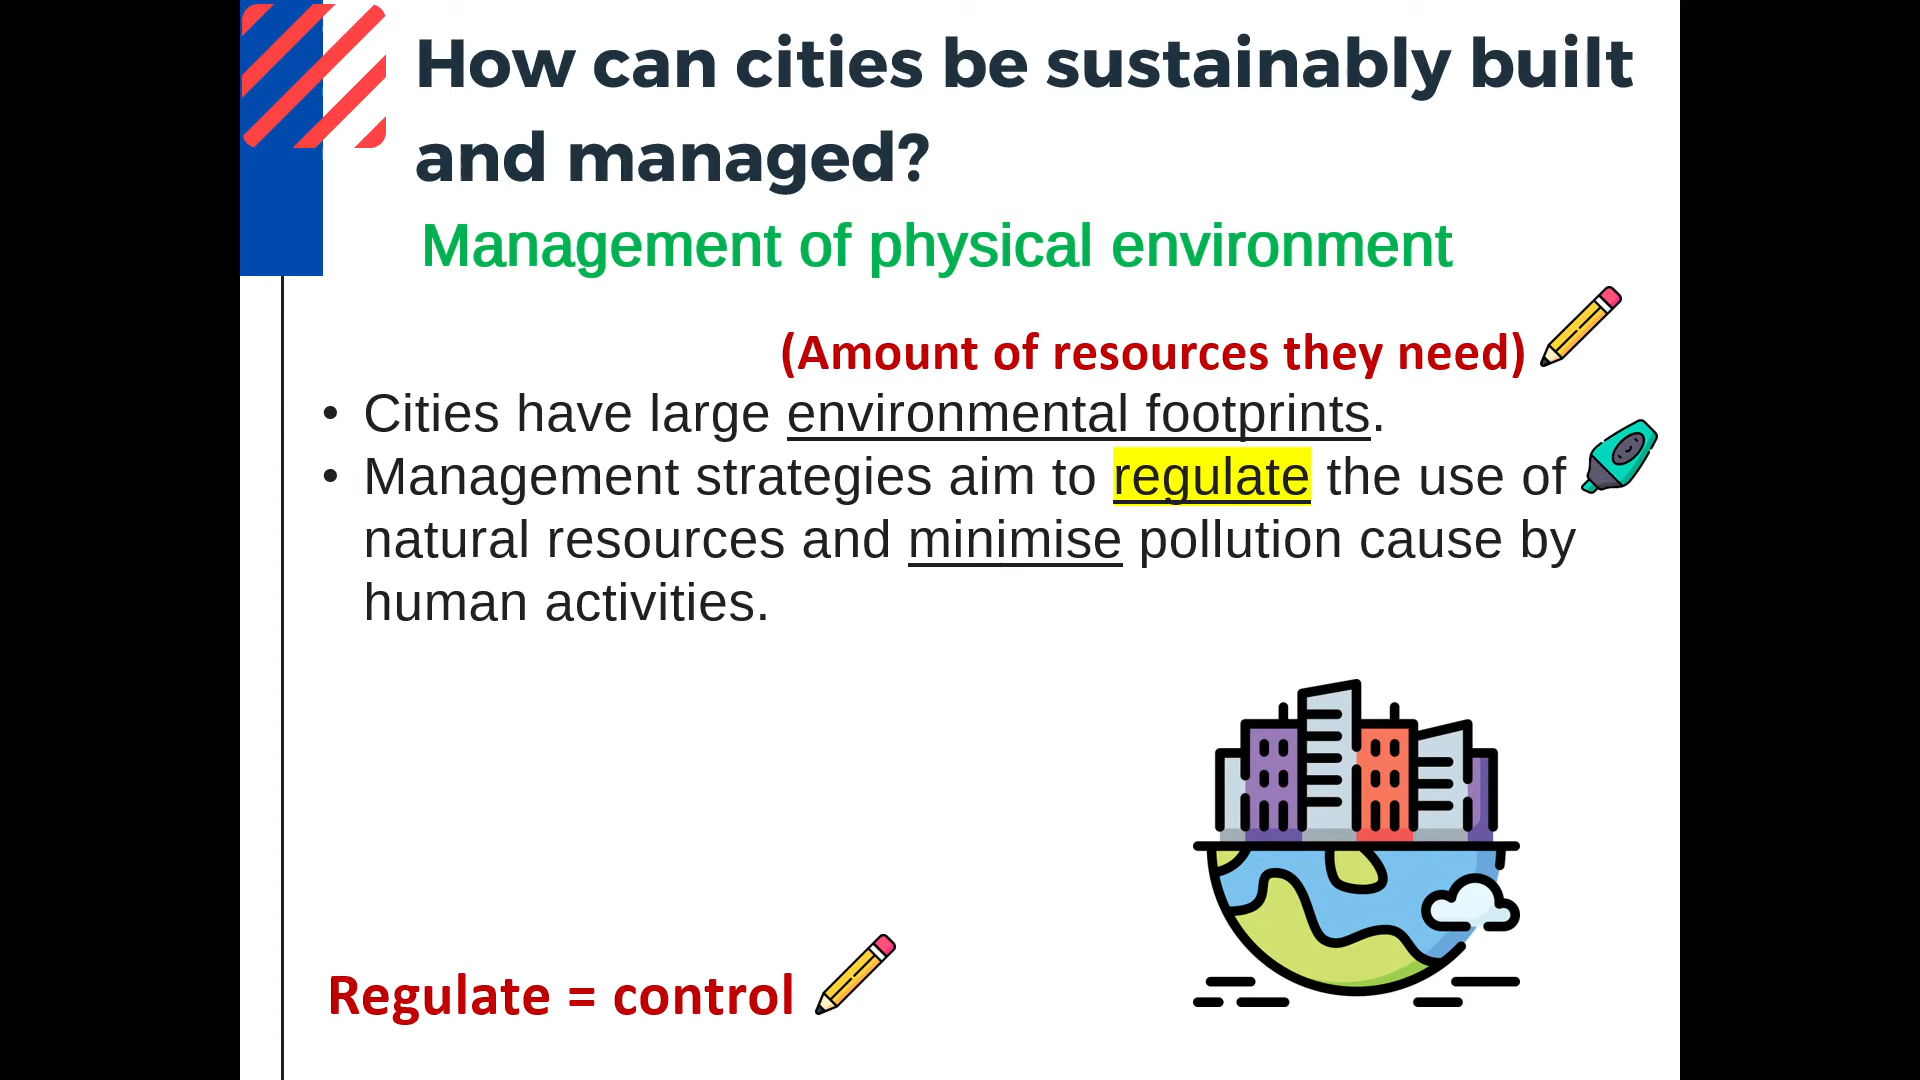 How can cities be sustainably built
and managed?
Management of physical environment
(Amount of resources they need)
• Cities have large environmental footprints.
• Management strategies aim to regulate the use of
natural resources and minimise pollution cause by
human activities.
Regulate = control